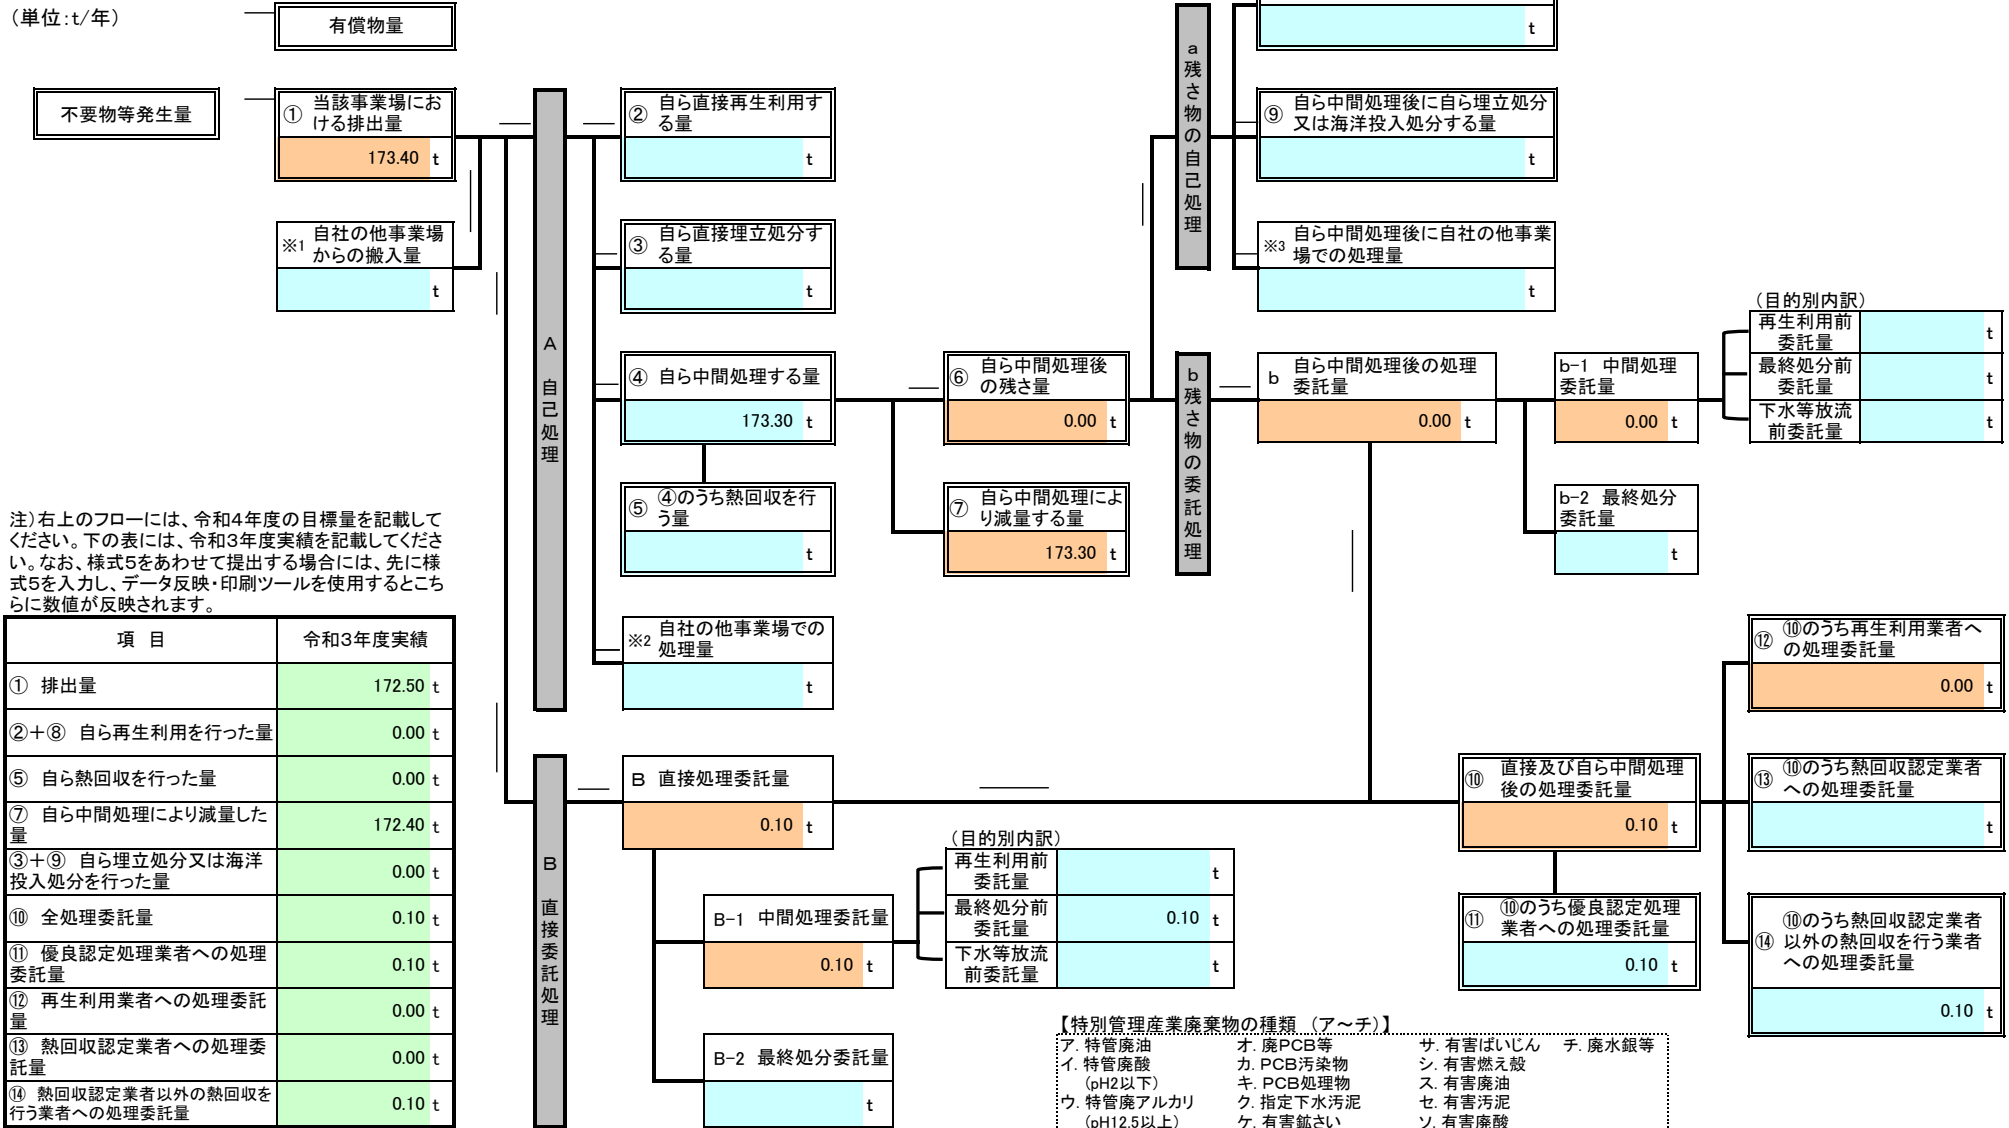 （単位：t/年）
有償物量
t
不要物等発生量
①
当該事業場にお
ける排出量
173.40 t
※1
自社の他事業場
からの搬入量
t
A 自己処理
②
自ら直接再生利用す
る量
t
③
自ら直接埋立処分す
る量
t
④ 自ら中間処理する量
173.30 t
⑤
④のうち熱回収を行
う量
t
※2
自社の他事業場での
処理量
t
⑥
自ら中間処理後
の残さ量
0.00 t
⑦
自ら中間処理によ
り減量する量
173.30 t
a残さ物の自己処理
⑨
自ら中間処理後に自ら埋立処分
又は海洋投入処分する量
t
※3
自ら中間処理後に自社の他事業
場での処理量
t
b残さ物の委託処理
b
自ら中間処理後の処理
委託量
0.00 t
b-1 中間処理
委託量
0.00 t
b-2 最終処分
委託量
t
（目的別内訳）
再生利用前
委託量
t
最終処分前
委託量
t
下水等放流
前委託量
t
注）右上のフローには、令和4年度の目標量を記載して
ください。下の表には、令和3年度実績を記載してくださ
い。なお、様式5をあわせて提出する場合には、先に様
式5を入力し、データ反映・印刷ツールを使用するとこち
らに数値が反映されます。
項 目 令和3年度実績
① 排出量 172.50 t
②＋⑧ 自ら再生利用を行った量 0.00 t
⑤ 自ら熱回収を行った量 0.00 t
⑦ 自ら中間処理により減量した
量
172.40 t
③＋⑨ 自ら埋立処分又は海洋
投入処分を行った量
0.00 t
⑩ 全処理委託量 0.10 t
⑪ 優良認定処理業者への処理
委託量
0.10 t
⑫ 再生利用業者への処理委託
量
0.00 t
⑬ 熱回収認定業者への処理委
託量
0.00 t
⑭ 熱回収認定業者以外の熱回収を
行う業者への処理委託量
0.10 t
B 直接委託処理
B 直接処理委託量
0.10 t
B-1 中間処理委託量
0.10 t
B-2 最終処分委託量
t
（目的別内訳）
再生利用前
委託量
t
最終処分前
委託量
0.10 t
下水等放流
前委託量
t
⑩
直接及び自ら中間処理
後の処理委託量
0.10 t
⑪
⑩のうち優良認定処理
業者への処理委託量
0.10 t
⑫
⑩のうち再生利用業者へ
の処理委託量
0.00 t
⑬
⑩のうち熱回収認定業者
への処理委託量
t
⑭
⑩のうち熱回収認定業者
以外の熱回収を行う業者
への処理委託量
0.10 t
【特別管理産業廃棄物の種類 （ア～チ）】
ア. 特管廃油 オ. 廃PCB等 サ. 有害ばいじん チ. 廃水銀等
イ. 特管廃酸 カ. PCB汚染物 シ. 有害燃え殻
（pH2以下） キ. PCB処理物 ス. 有害廃油
ウ. 特管廃アルカリ ク. 指定下水汚泥 セ. 有害汚泥
（pH12.5以上） ケ. 有害鉱さい ソ. 有害廃酸